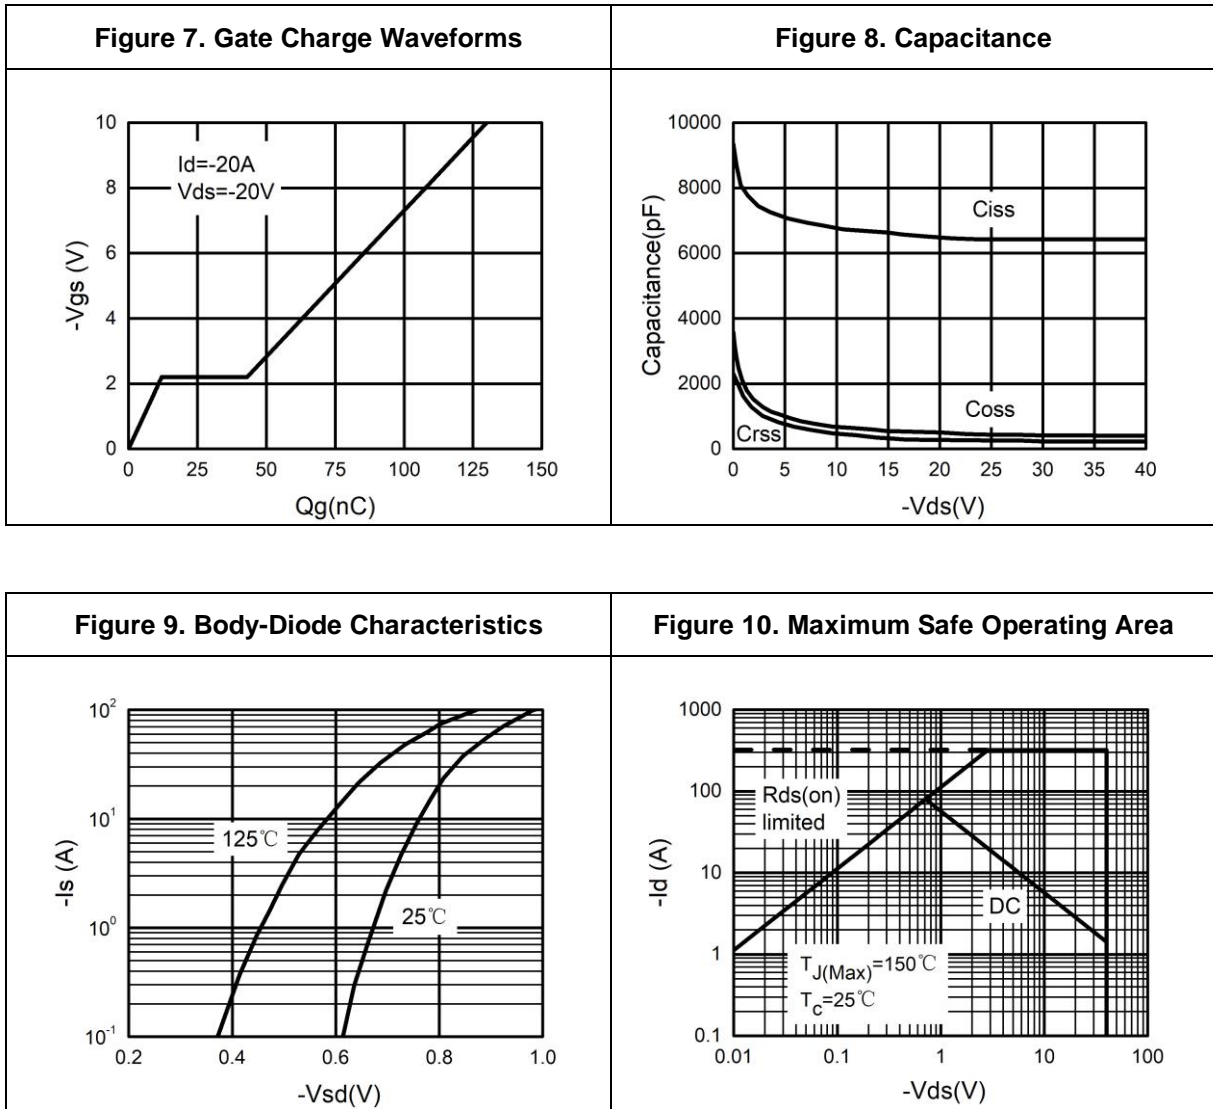 Figure 7. Gate Charge Waveforms
Figure 8. Capacitance
10
8
6
4
2
0
-Vgs (V)
Id=-20A
Vds=-20V
0 25 50 75 100 125 150
Qg(nC)
10000
8000
6000
4000
2000
0
Capacitance(pF)
Ciss
Coss
Crss
0 5 10 15 20 25 30 35 40
-Vds(V)
Figure 9. Body-Diode Characteristics
Figure 10. Maximum Safe Operating Area
10²
10¹
10⁰
10⁻¹
-Is (A)
125℃
25℃
0.2 0.4 0.6 0.8 1.0
-Vsd(V)
1000
100
10
1
0.1
-Id (A)
Rds(on)
limited
DC
TJ(Max)=150℃
Tc=25℃
0.01 0.1 1 10 100
-Vds(V)